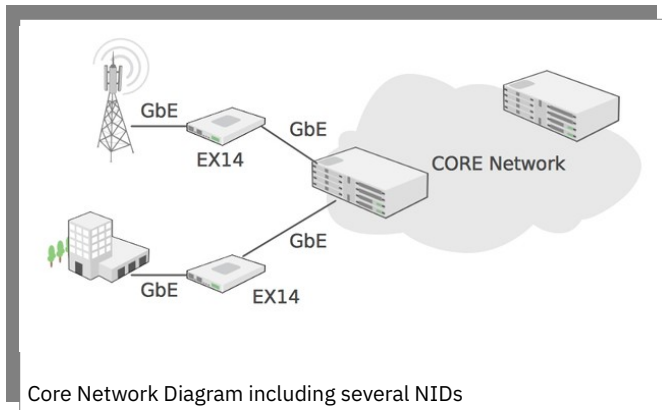 GbE
GbE
EX14
CORE Network
GbE
GbE
EX14
Core Network Diagram including several NIDs